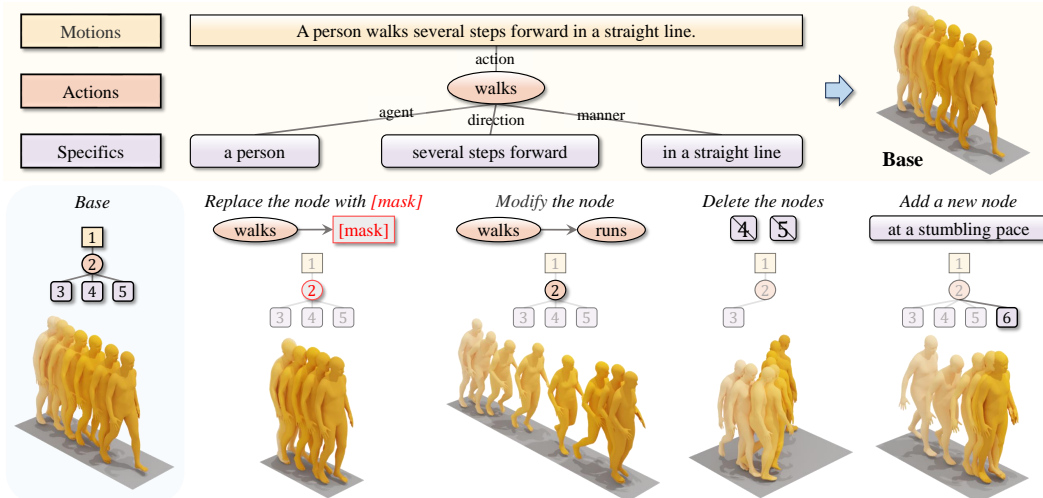 Motions
A person walks several steps forward in a straight line.
action
Actions
walks
agent
direction
manner
Specifics
a person
several steps forward
in a straight line
Base
Base
1
2
3 4 5
Replace the node with [mask]
walks [mask]
1
2
3 4 5
Modify the node
walks runs
1
2
3 4 5
Delete the nodes
4 5
1
2
3
Add a new node
at a stumbling pace
1
2
3 4 5 6